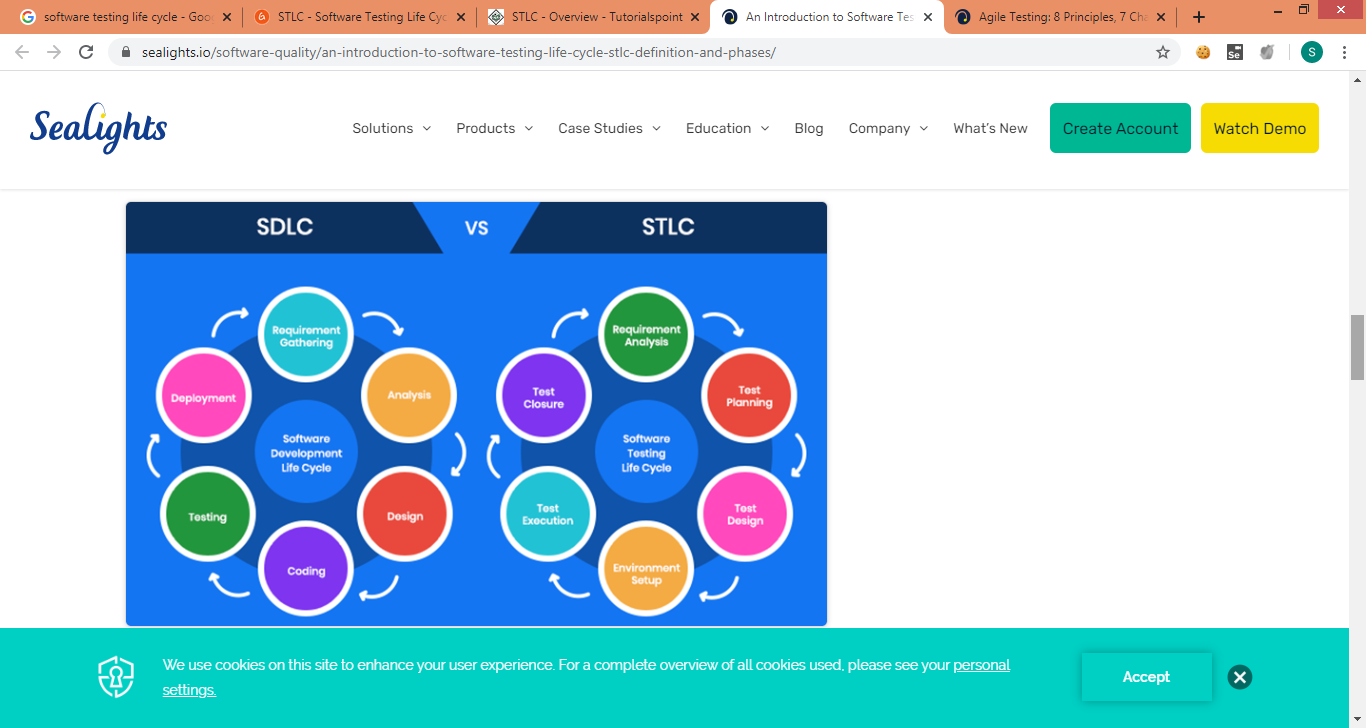 software testing life cycle - Goo
STLC - Software Testing Life Cyc
STLC - Overview - Tutorialspoint
An Introduction to Software Tes
Agile Testing: 8 Principles, 7 Cha
sealights.io/software-quality/an-introduction-to-software-testing-life-cycle-stlc-definition-and-phases/
Se
S
SeaLights
Solutions
Products
Case Studies
Education
Blog
Company
What's New
Create Account
Watch Demo
SDLC
VS
STLC
Requirement
Gathering
Analysis
Design
Coding
Testing
Deployment
Software
Development
Life Cycle
Requirement
Analysis
Test
Planning
Test
Design
Environment
Setup
Test
Execution
Test
Closure
Software
Testing
Life Cycle
We use cookies on this site to enhance your user experience. For a complete overview of all cookies used, please see your personal
settings.
Accept